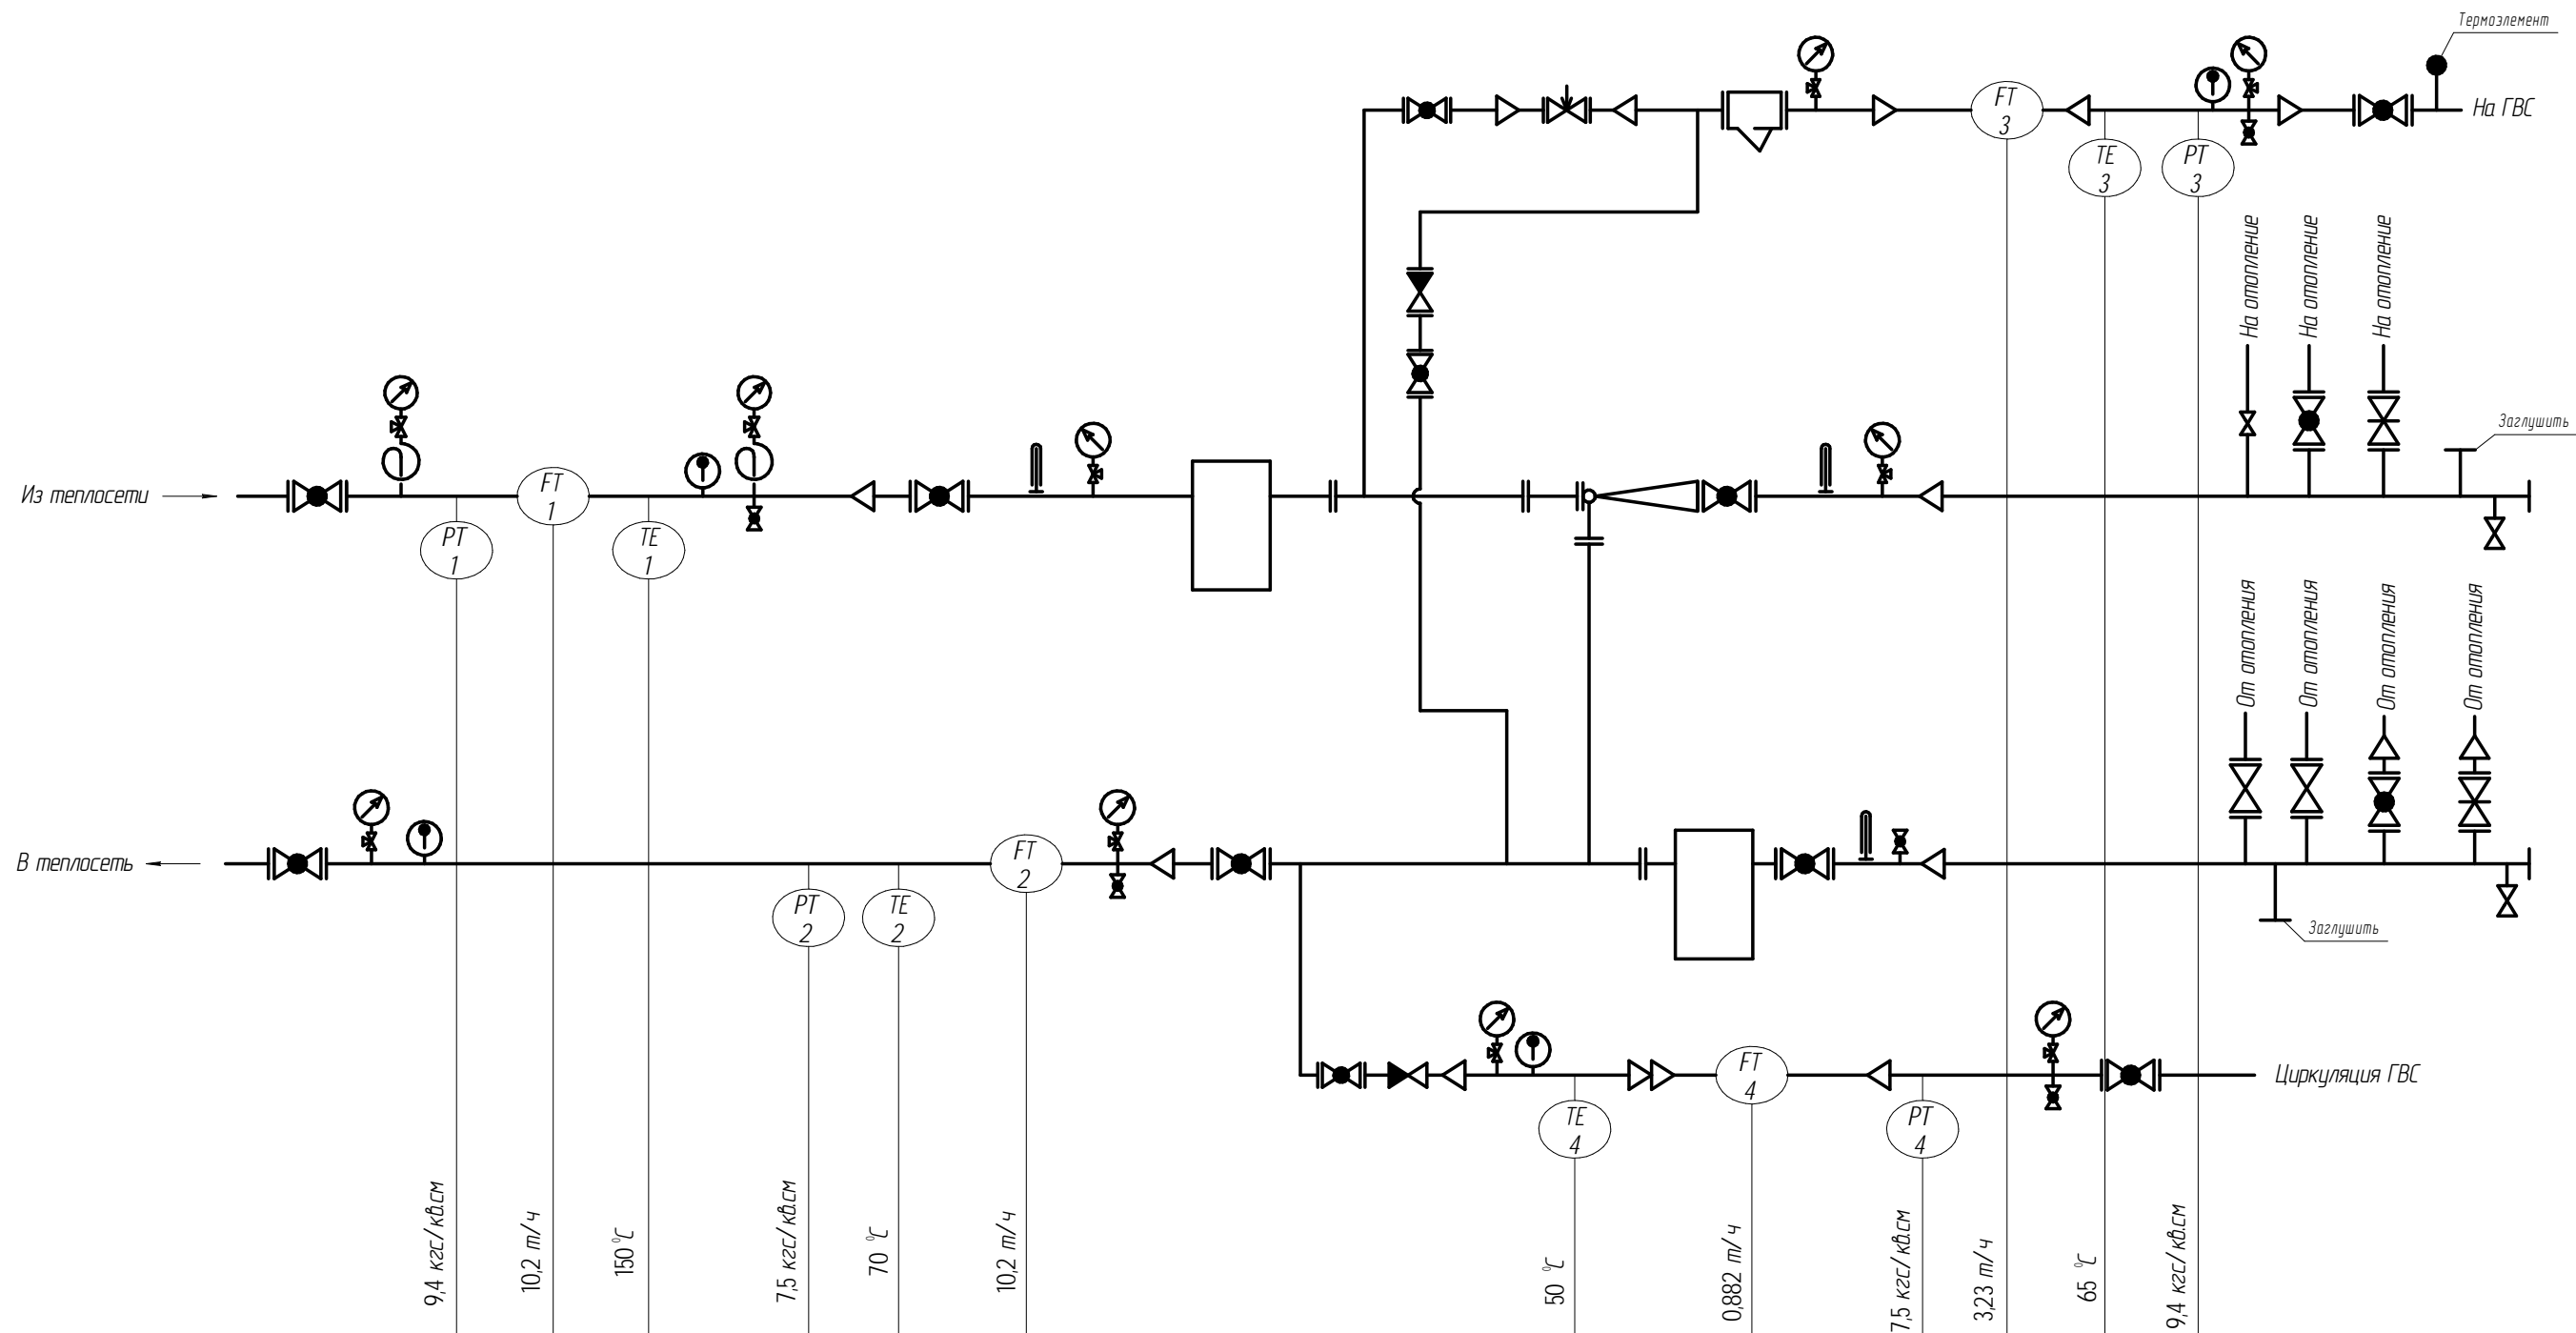 Термоэлемент
На ГВС
FT
3
TE
3
PT
3
На отопление
На отопление
На отопление
Заглушить
Из теплосети
FT
1
PT
1
TE
1
От отопления
От отопления
От отопления
От отопления
В теплосеть
FT
2
PT
2
TE
2
Заглушить
Циркуляция ГВС
FT
4
TE
4
PT
4
9,4 кгс/кв.см
10,2 т/ч
150 °C
7,5 кгс/кв.см
70 °C
10,2 т/ч
50 °C
0,882 т/ч
7,5 кгс/кв.см
3,23 т/ч
65 °C
9,4 кгс/кв.см